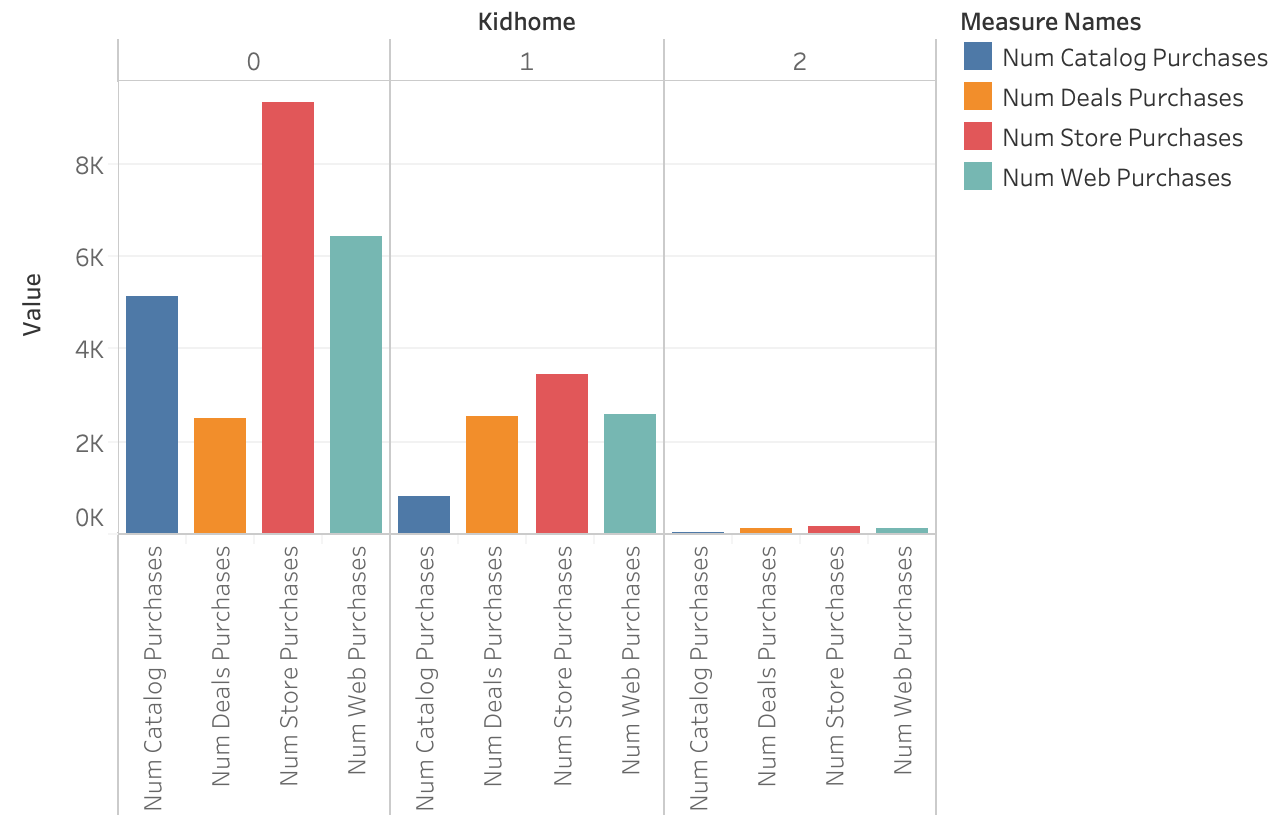 Kidhome
0
1
2
Value
8K
6K
4K
2K
0K
Num Catalog Purchases
Num Deals Purchases
Num Store Purchases
Num Web Purchases
Num Catalog Purchases
Num Deals Purchases
Num Store Purchases
Num Web Purchases
Num Catalog Purchases
Num Deals Purchases
Num Store Purchases
Num Web Purchases
Measure Names
Num Catalog Purchases
Num Deals Purchases
Num Store Purchases
Num Web Purchases